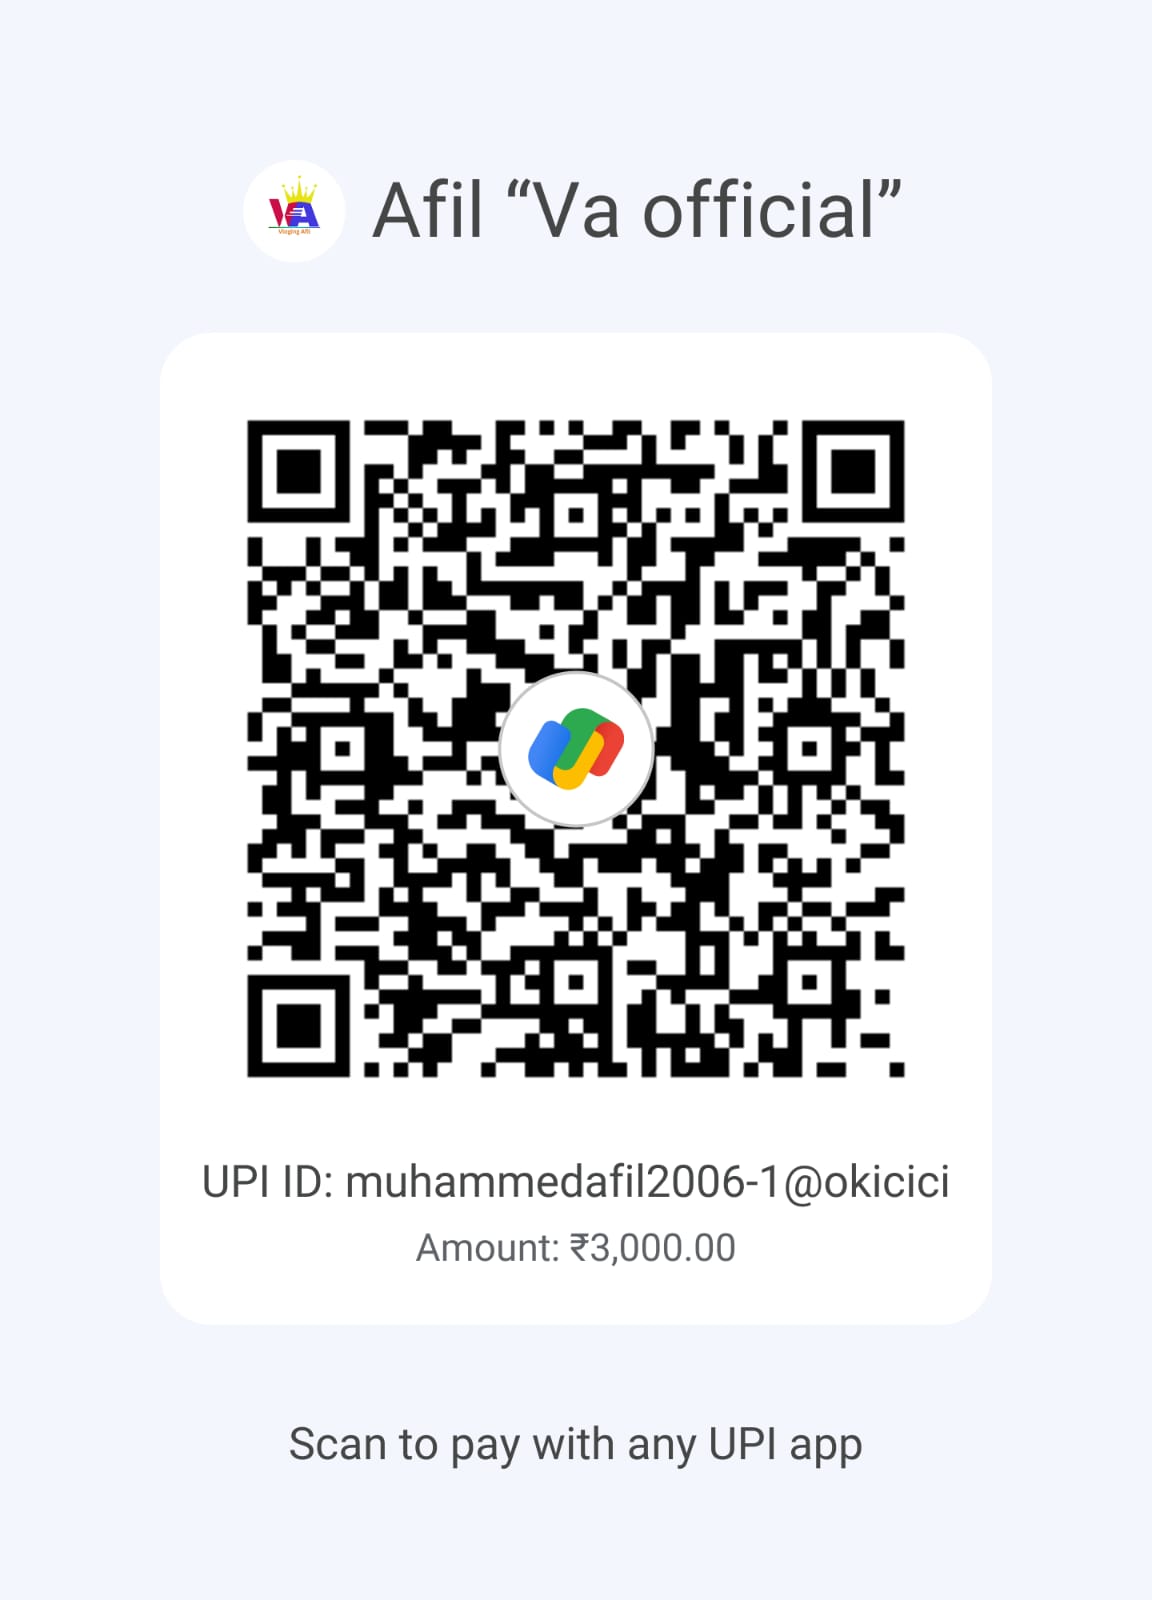 VA
Vloging Afil
Afil “Va official”
UPI ID: muhammedafil2006-1@okicici
Amount: ₹3,000.00
Scan to pay with any UPI app